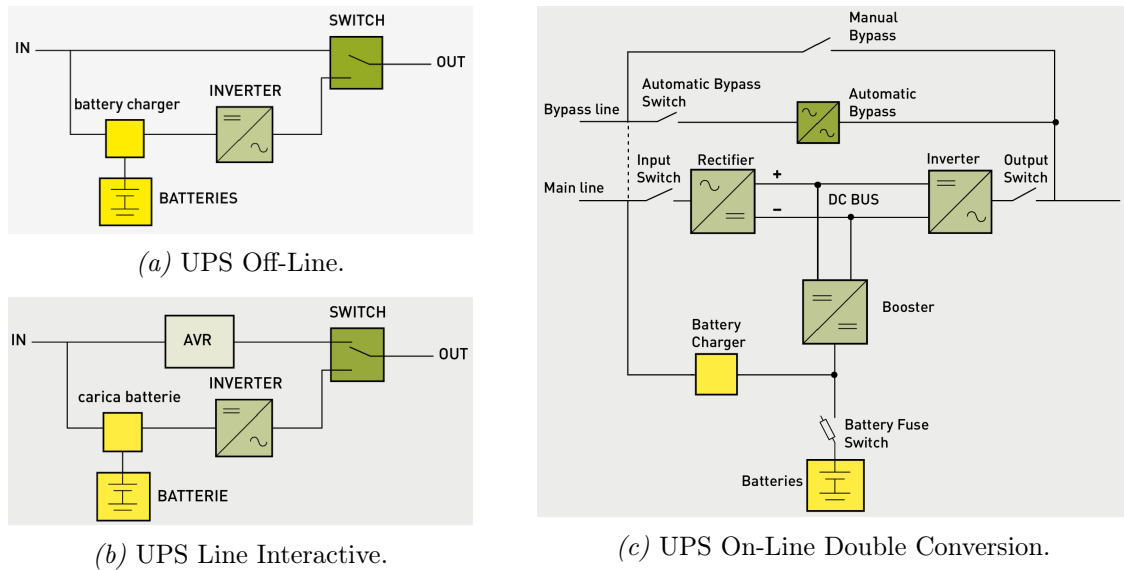 SWITCH
IN
OUT
battery charger
INVERTER
BATTERIES
(a) UPS Off-Line.
SWITCH
IN
AVR
OUT
INVERTER
carica batterie
BATTERIE
(b) UPS Line Interactive.
Manual
Bypass
Automatic Bypass
Switch
Automatic
Bypass
Bypass line
Input
Switch
Rectifier
+
Inverter
Output
Switch
Main line
DC BUS
–
Booster
Battery
Charger
Battery Fuse
Switch
Batteries
(c) UPS On-Line Double Conversion.